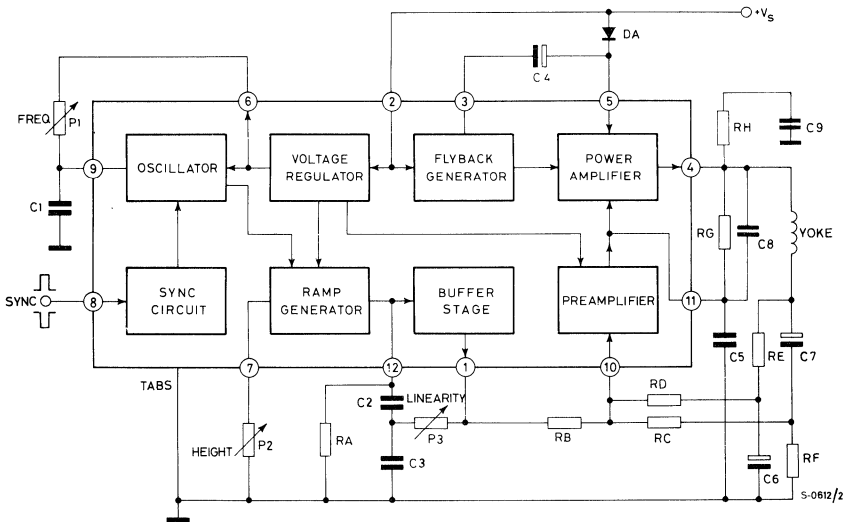 +VS
DA
C4
6
2
3
5
FREQ.
P1
RH
C9
9
OSCILLATOR
VOLTAGE
REGULATOR
FLYBACK
GENERATOR
POWER
AMPLIFIER
4
C1
RG
C8
YOKE
SYNC
8
SYNC
CIRCUIT
RAMP
GENERATOR
BUFFER
STAGE
PREAMPLIFIER
11
C5
RE
C7
TABS
7
12
1
10
C2
LINEARITY
RD
HEIGHT
P2
RA
P3
RB
RC
C3
C6
RF
S-0612/2